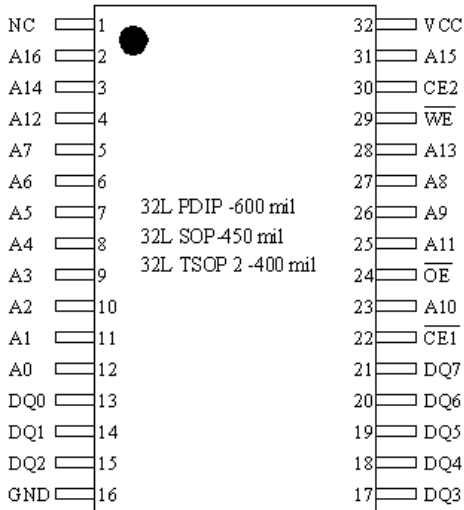 NC 1 32 VCC
A16 2 31 A15
A14 3 30 CE2
A12 4 29 WE
A7 5 28 A13
A6 6 27 A8
A5 7 32L PDIP -600 mil 26 A9
A4 8 32L SOP-450 mil 25 A11
A3 9 32L TSOP 2 -400 mil 24 OE
A2 10 23 A10
A1 11 22 CE1
A0 12 21 DQ7
DQ0 13 20 DQ6
DQ1 14 19 DQ5
DQ2 15 18 DQ4
GND 16 17 DQ3